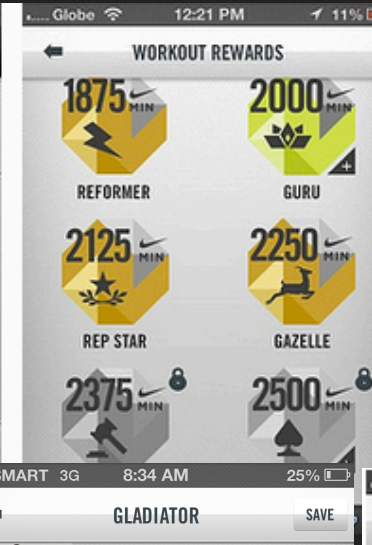 ..... Globe 12:21 PM 11%
WORKOUT REWARDS
1875 MIN 2000 MIN
REFORMER GURU
2125 MIN 2250 MIN
REP STAR GAZELLE
2375 MIN 2500 MIN
SMART 3G 8:34 AM 25%
GLADIATOR SAVE